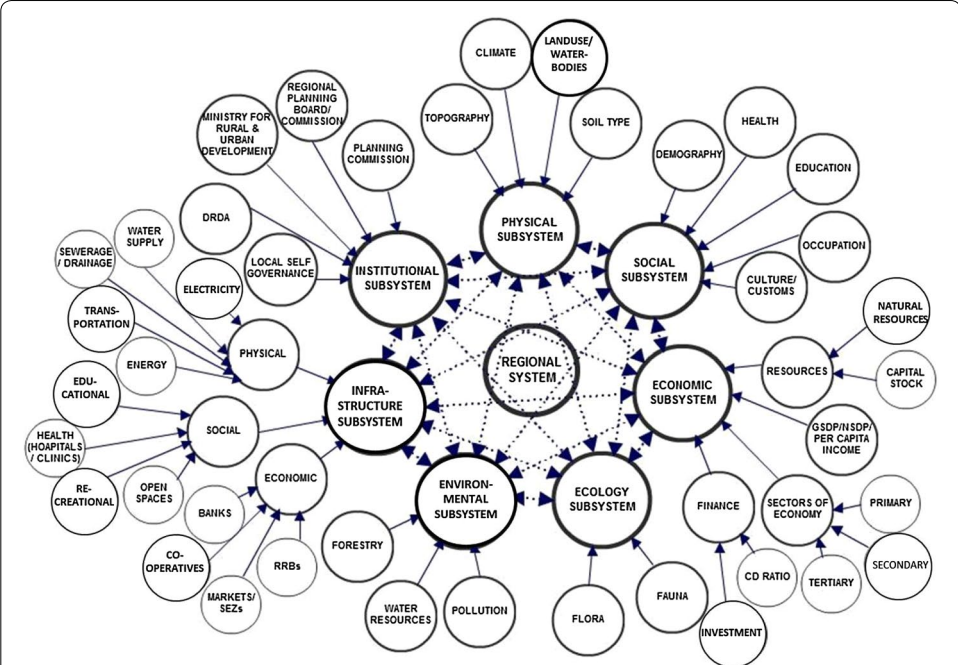 CLIMATE
LANDUSE/
WATER-
BODIES
TOPOGRAPHY
SOIL TYPE
REGIONAL
PLANNING
BOARD/
COMMISSION
MINISTRY FOR
RURAL &
URBAN
DEVELOPMENT
PLANNING
COMMISSION
DRDA
LOCAL SELF
GOVERNANCE
INSTITUTIONAL
SUBSYSTEM
PHYSICAL
SUBSYSTEM
DEMOGRAPHY
HEALTH
EDUCATION
OCCUPATION
CULTURE/
CUSTOMS
SOCIAL
SUBSYSTEM
WATER
SUPPLY
SEWERAGE
/ DRAINAGE
ELECTRICITY
TRANS-
PORTATION
ENERGY
PHYSICAL
EDU-
CATIONAL
HEALTH
(HOAPITALS
/ CLINICS)
RE-
CREATIONAL
OPEN
SPACES
SOCIAL
BANKS
CO-
OPERATIVES
MARKETS/
SEZs
RRBs
ECONOMIC
INFRA-
STRUCTURE
SUBSYSTEM
REGIONAL
SYSTEM
ECONOMIC
SUBSYSTEM
RESOURCES
NATURAL
RESOURCES
CAPITAL
STOCK
GSDP/NSDP/
PER CAPITA
INCOME
ENVIRON-
MENTAL
SUBSYSTEM
FORESTRY
WATER
RESOURCES
POLLUTION
ECOLOGY
SUBSYSTEM
FLORA
FAUNA
FINANCE
CD RATIO
INVESTMENT
SECTORS OF
ECONOMY
PRIMARY
SECONDARY
TERTIARY